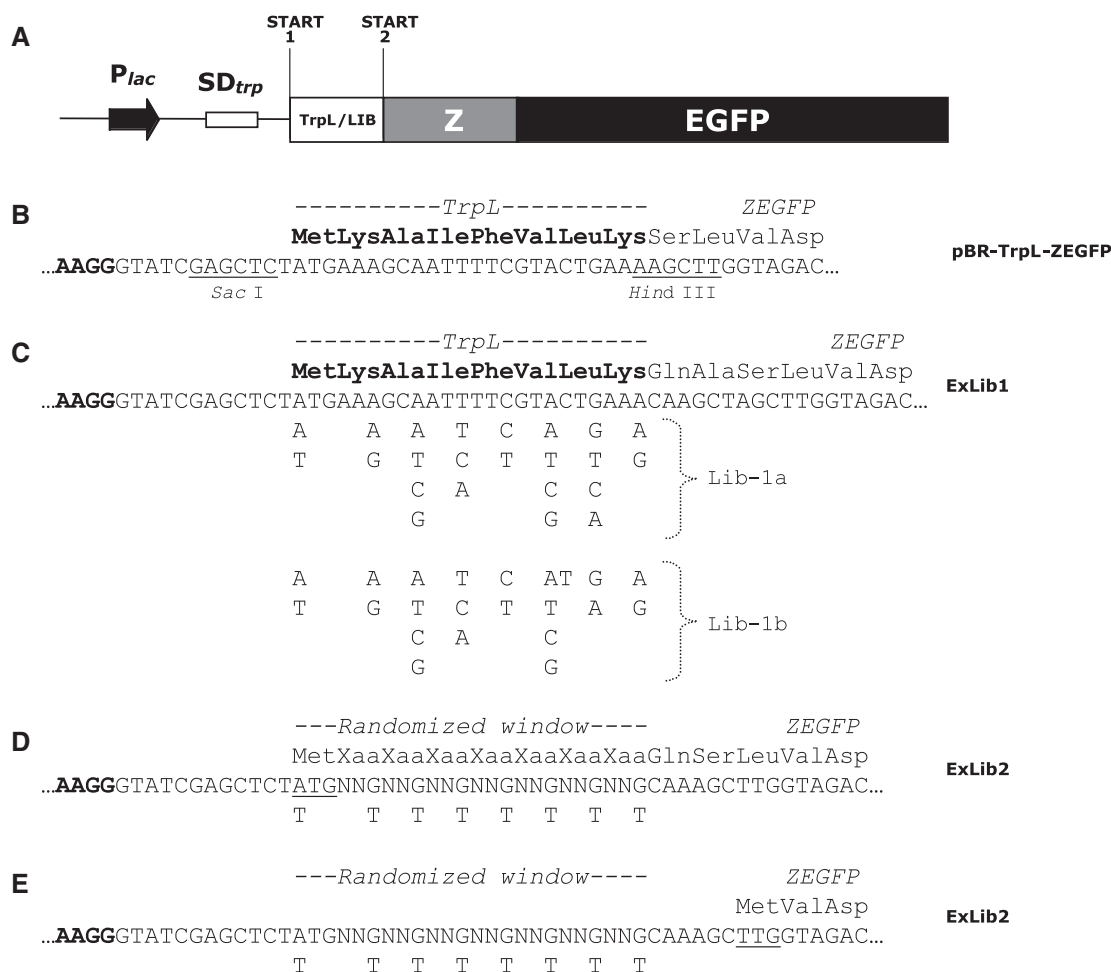 A
START
1
START
2
Plac
SDtrp
TrpL/LIB
Z
EGFP
B
----------TrpL---------- ZEGFP
MetLysAlaIlePheValLeuLysSerLeuValAsp
…AAGGGTATCGAGCTCTATGAAAGCAATTTTCGTACTGAAAAGCTTGGTAGAC…
pBR-TrpL-ZEGFP
Sac I Hind III
C
----------TrpL---------- ZEGFP
MetLysAlaIlePheValLeuLysGlnAlaSerLeuValAsp
…AAGGGTATCGAGCTCTATGAAAGCAATTTTCGTACTGAAACAAGCTAGCTTGGTAGAC…
ExLib1
A A A T C A G A
T G T C T T T G
C A C C
G G A
Lib-1a
A A A T C AT G A
T G T C T T A G
C A C
G G
Lib-1b
D
---Randomized window---- ZEGFP
MetXaaXaaXaaXaaXaaXaaXaaGlnSerLeuValAsp
…AAGGGTATCGAGCTCTATGNNGNNGNNGNNGNNGNNGNNGCAAAGCTTGGTAGAC…
ExLib2
T T T T T T T T
E
---Randomized window---- ZEGFP
MetValAsp
…AAGGGTATCGAGCTCTATGNNGNNGNNGNNGNNGNNGNNGCAAAGCTTGGTAGAC…
ExLib2
T T T T T T T T